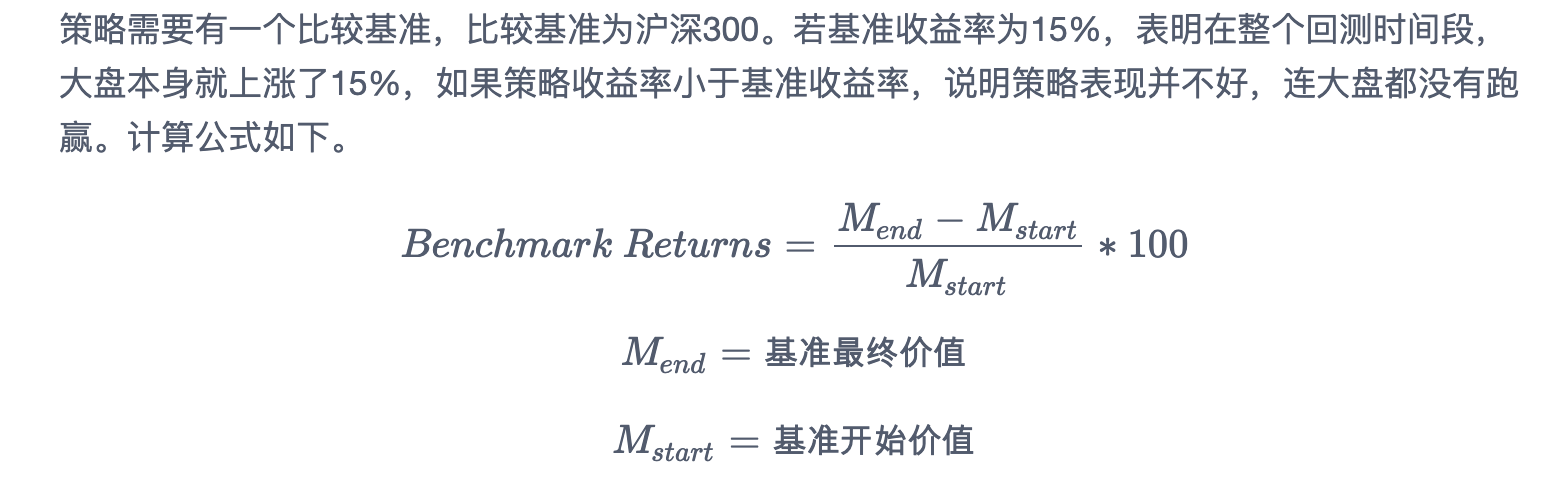 策略需要有一个比较基准，比较基准为沪深300。若基准收益率为15%，表明在整个回测时间段，
大盘本身就上涨了15%，如果策略收益率小于基准收益率，说明策略表现并不好，连大盘都没有跑
赢。计算公式如下。
Benchmark Returns = \frac{M_{end} − M_{start}}{M_{start}} * 100
M_{end} = 基准最终价值
M_{start} = 基准开始价值